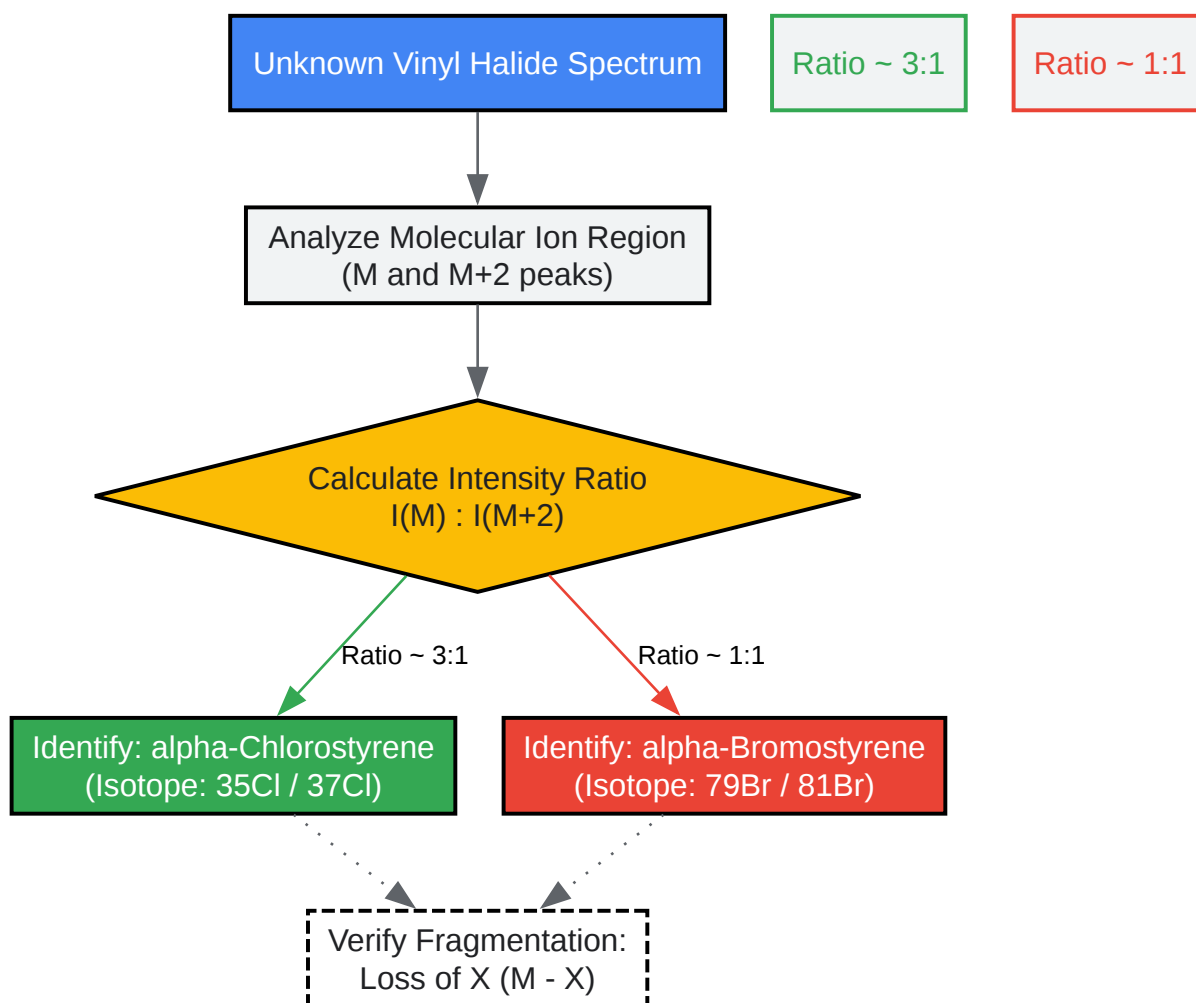 Unknown Vinyl Halide Spectrum
Ratio ~ 3:1
Ratio ~ 1:1
Analyze Molecular Ion Region
(M and M+2 peaks)
Calculate Intensity Ratio
I(M) : I(M+2)
Ratio ~ 3:1
Ratio ~ 1:1
Identify: alpha-Chlorostyrene
(Isotope: 35Cl / 37Cl)
Identify: alpha-Bromostyrene
(Isotope: 79Br / 81Br)
Verify Fragmentation:
Loss of X (M - X)